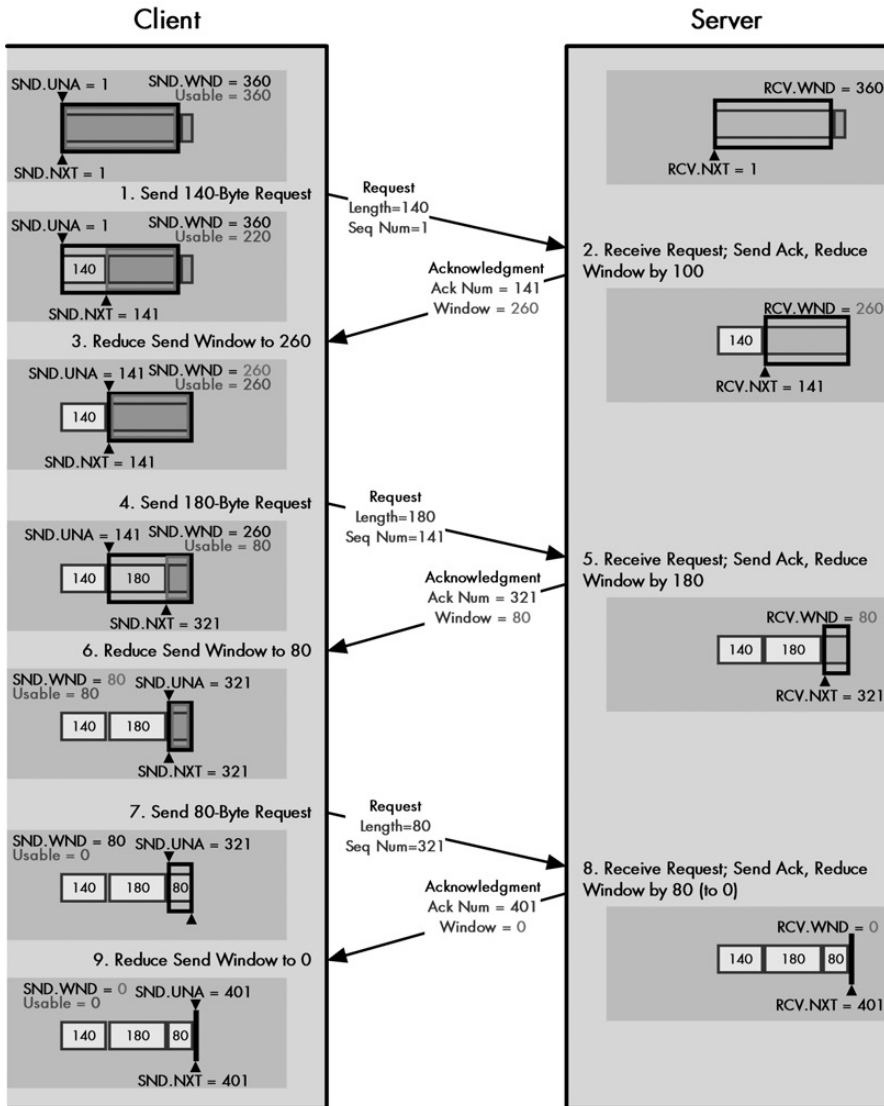 Client
Server
SND.UNA = 1
SND.WND = 360
Usable = 360
SND.NXT = 1
RCV.WND = 360
RCV.NXT = 1
1. Send 140-Byte Request
Request
Length=140
Seq Num=1
SND.UNA = 1
SND.WND = 360
Usable = 220
140
SND.NXT = 141
2. Receive Request; Send Ack, Reduce
Window by 100
Acknowledgment
Ack Num = 141
Window = 260
RCV.WND = 260
140
RCV.NXT = 141
3. Reduce Send Window to 260
SND.UNA = 141
SND.WND = 260
Usable = 260
140
SND.NXT = 141
4. Send 180-Byte Request
Request
Length=180
Seq Num=141
SND.UNA = 141
SND.WND = 260
Usable = 80
140
180
SND.NXT = 321
5. Receive Request; Send Ack, Reduce
Window by 180
Acknowledgment
Ack Num = 321
Window = 80
RCV.WND = 80
140
180
RCV.NXT = 321
6. Reduce Send Window to 80
SND.WND = 80
Usable = 80
SND.UNA = 321
140
180
SND.NXT = 321
7. Send 80-Byte Request
Request
Length=80
Seq Num=321
SND.WND = 80
Usable = 0
SND.UNA = 321
140
180
80
8. Receive Request; Send Ack, Reduce
Window by 80 (to 0)
Acknowledgment
Ack Num = 401
Window = 0
RCV.WND = 0
140
180
80
RCV.NXT = 401
9. Reduce Send Window to 0
SND.WND = 0
Usable = 0
SND.UNA = 401
140
180
80
SND.NXT = 401